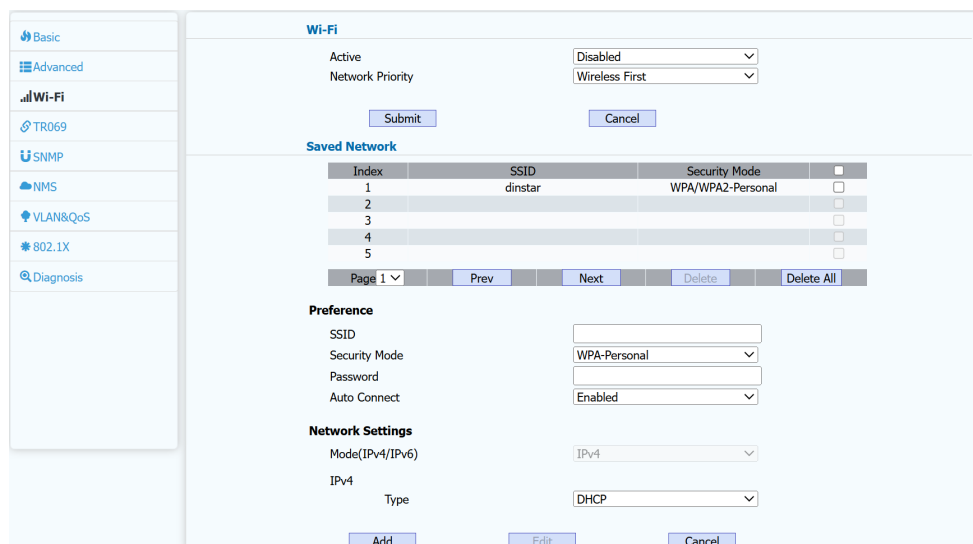 Basic
Advanced
Wi-Fi
TR069
SNMP
NMS
VLAN&QoS
802.1X
Diagnosis
Wi-Fi
Active Disabled
Network Priority Wireless First
Submit Cancel
Saved Network
Index SSID Security Mode
1 dinstar WPA/WPA2-Personal
2
3
4
5
Page 1 Prev Next Delete Delete All
Preference
SSID
Security Mode WPA-Personal
Password
Auto Connect Enabled
Network Settings
Mode(IPv4/IPv6) IPv4
IPv4
Type DHCP
Add Edit Cancel